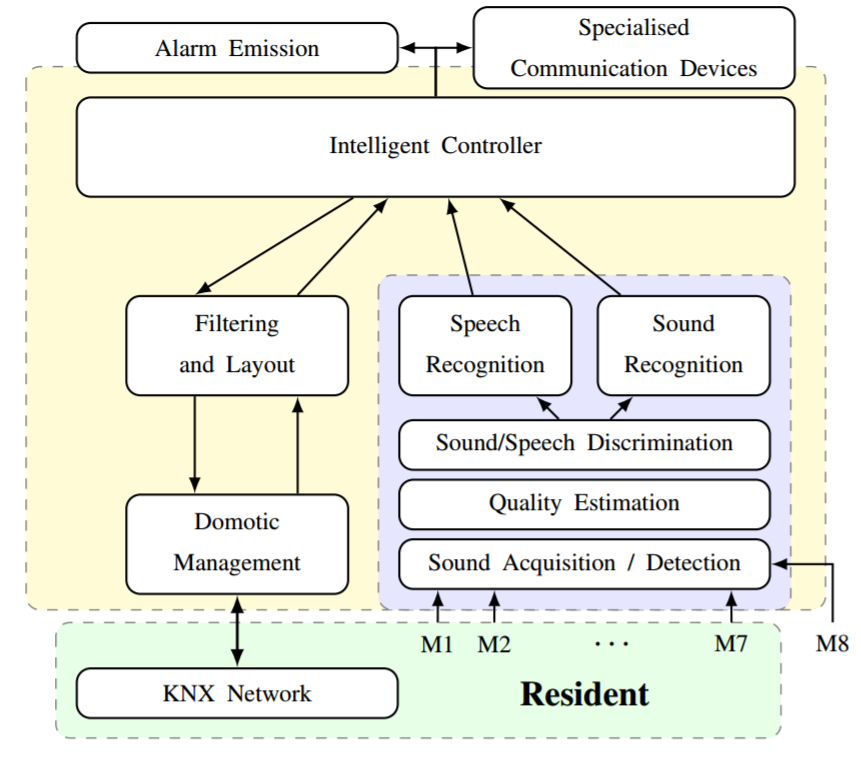 Alarm Emission
Specialised
Communication Devices
Intelligent Controller
Filtering
and Layout
Speech
Recognition
Sound
Recognition
Sound/Speech Discrimination
Quality Estimation
Domotic
Management
Sound Acquisition / Detection
M1 M2 ... M7 M8
KNX Network
Resident